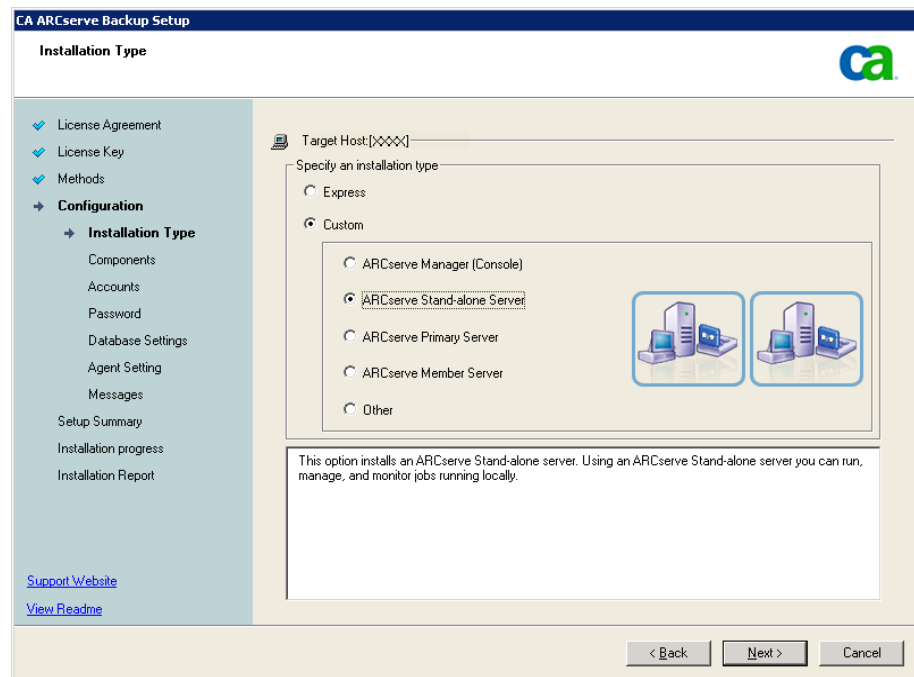 CA ARCserve Backup Setup
Installation Type
ca
License Agreement
License Key
Methods
Configuration
Installation Type
Components
Accounts
Password
Database Settings
Agent Setting
Messages
Setup Summary
Installation progress
Installation Report
Support Website
View Readme
Target Host:[XXXX]
Specify an installation type
Express
Custom
ARCserve Manager (Console)
ARCserve Stand-alone Server
ARCserve Primary Server
ARCserve Member Server
Other
This option installs an ARCserve Stand-alone server. Using an ARCserve Stand-alone server you can run,
manage, and monitor jobs running locally.
< Back
Next >
Cancel